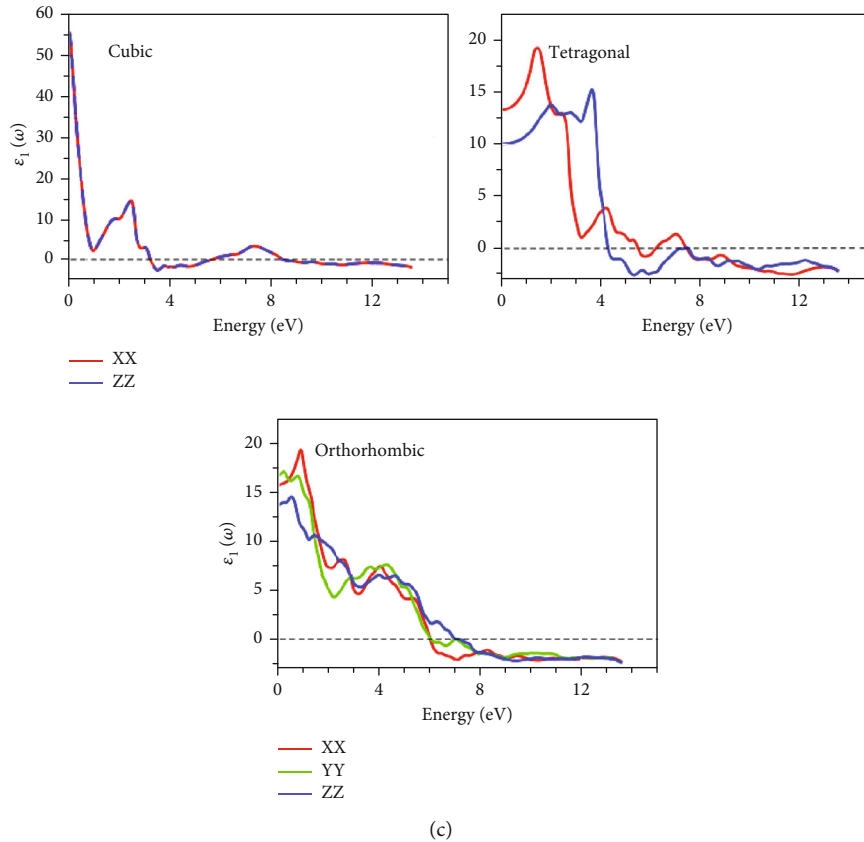 60
50
40
30
20
10
0
ε₁ (ω)
Cubic
0 4 8 12
Energy (eV)
XX
ZZ
20
15
10
5
0
Tetragonal
0 4 8 12
Energy (eV)
20
15
10
5
0
ε₁ (ω)
Orthorhombic
0 4 8 12
Energy (eV)
XX
YY
ZZ
(c)